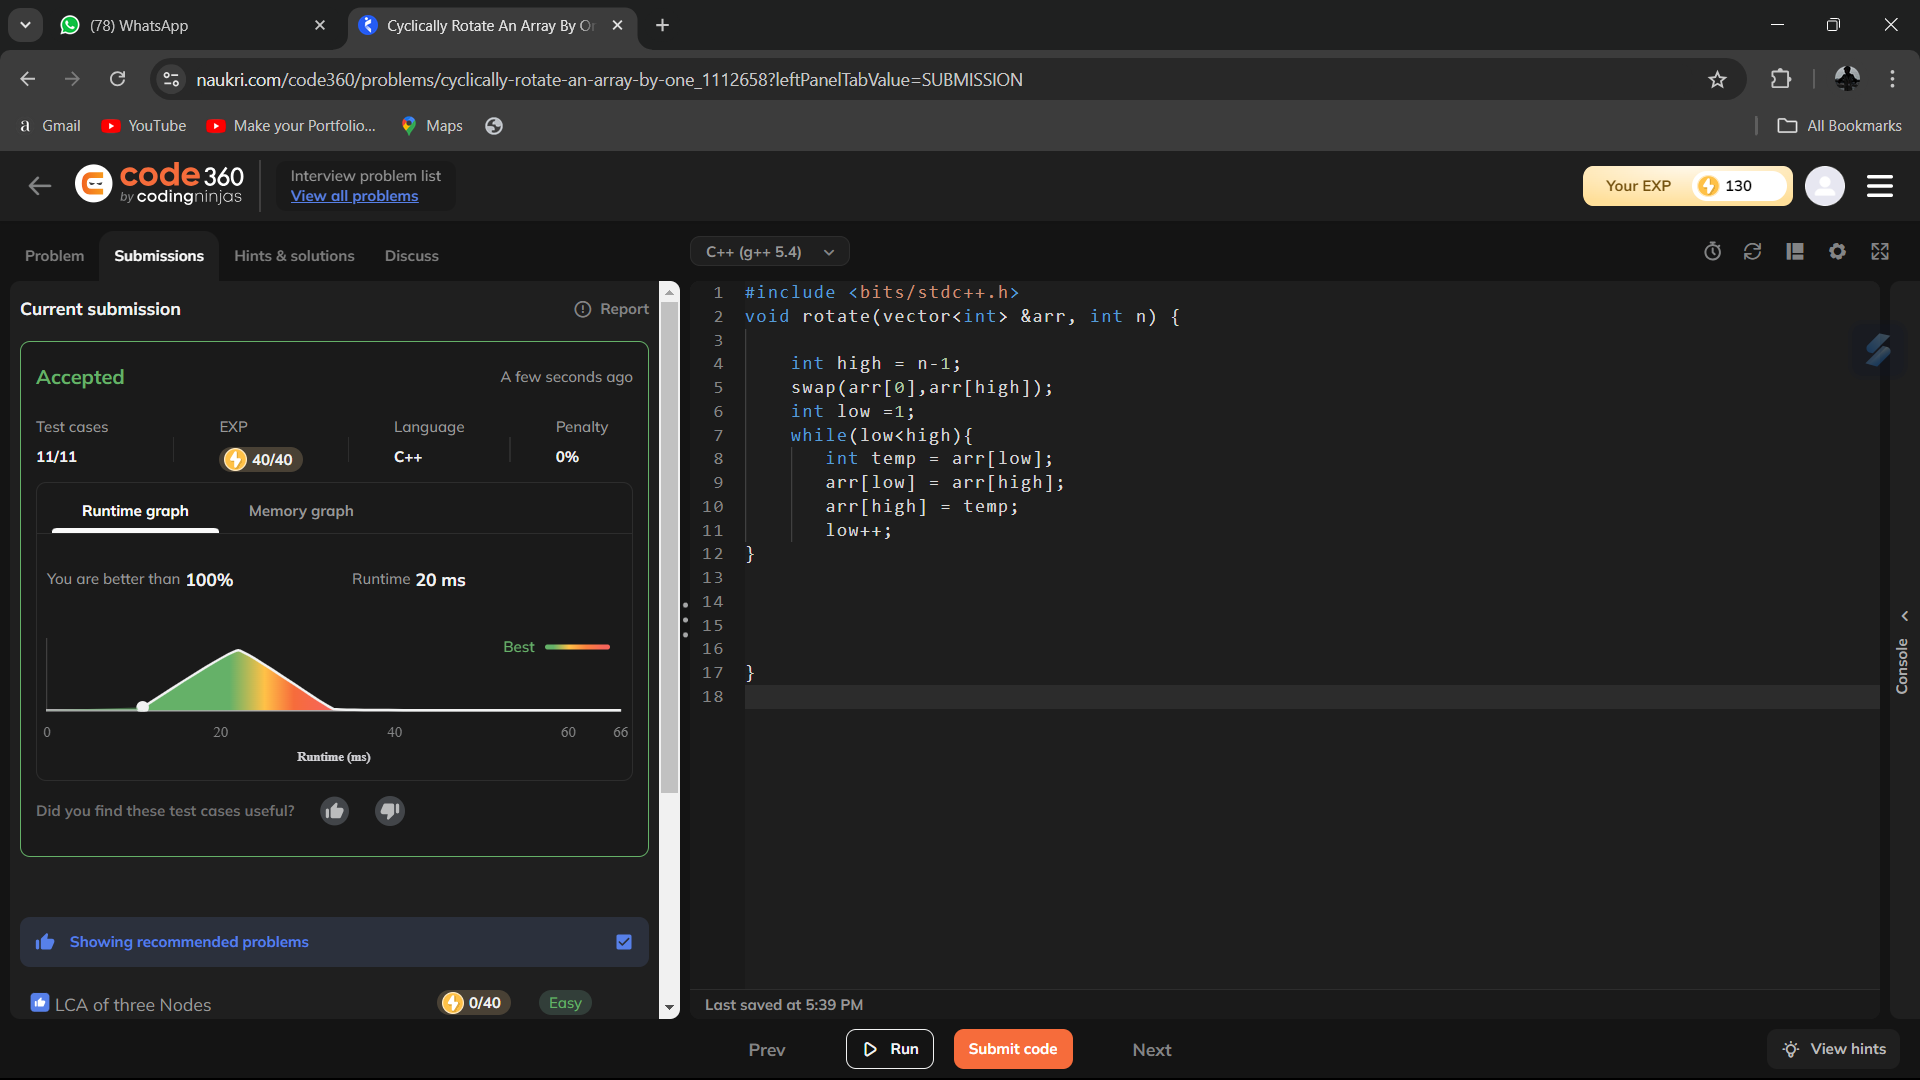 (78) WhatsApp
Cyclically Rotate An Array By Or
naukri.com/code360/problems/cyclically-rotate-an-array-by-one_1112658?leftPanelTabValue=SUBMISSION
a Gmail
YouTube
Make your Portfolio...
Maps
All Bookmarks
code 360
by codingninjas
Interview problem list
View all problems
Your EXP 130
Problem
Submissions
Hints & solutions
Discuss
Current submission
Report
Accepted
A few seconds ago
Test cases
EXP
Language
Penalty
11/11
40/40
C++
0%
Runtime graph
Memory graph
You are better than 100%
Runtime 20 ms
Best
0 20 40 60 66
Runtime (ms)
Did you find these test cases useful?
Showing recommended problems
LCA of three Nodes
0/40
Easy
C++ (g++ 5.4)
1 #include <bits/stdc++.h>
2 void rotate(vector<int> &arr, int n) {
3
4 int high = n-1;
5 swap(arr[0],arr[high]);
6 int low =1;
7 while(low<high){
8 int temp = arr[low];
9 arr[low] = arr[high];
10 arr[high] = temp;
11 low++;
12 }
13
14
15
16
17 }
18
Console
Last saved at 5:39 PM
Prev
Run
Submit code
Next
View hints